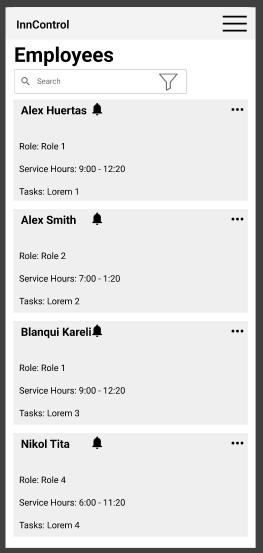 InnControl
Employees
Search
Alex Huertas
Role: Role 1
Service Hours: 9:00 - 12:20
Tasks: Lorem 1
Alex Smith
Role: Role 2
Service Hours: 7:00 - 1:20
Tasks: Lorem 2
Blanqui Kareli
Role: Role 1
Service Hours: 9:00 - 12:20
Tasks: Lorem 3
Nikol Tita
Role: Role 4
Service Hours: 6:00 - 11:20
Tasks: Lorem 4